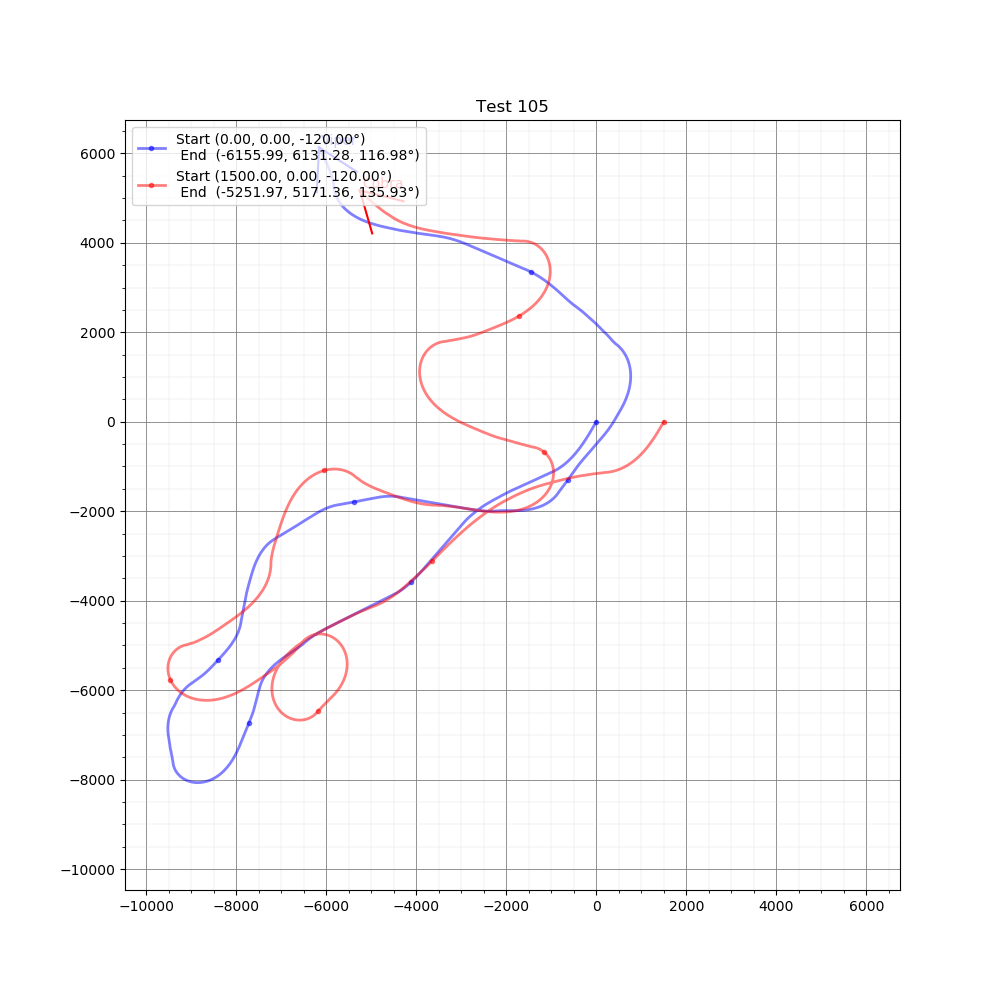 Test 105
Start (0.00, 0.00, -120.00°)
End (-6155.99, 6131.28, 116.98°)
Start (1500.00, 0.00, -120.00°)
End (-5251.97, 5171.36, 135.93°)
6000
4000
2000
0
−2000
−4000
−6000
−8000
−10000
−10000 −8000 −6000 −4000 −2000 0 2000 4000 6000